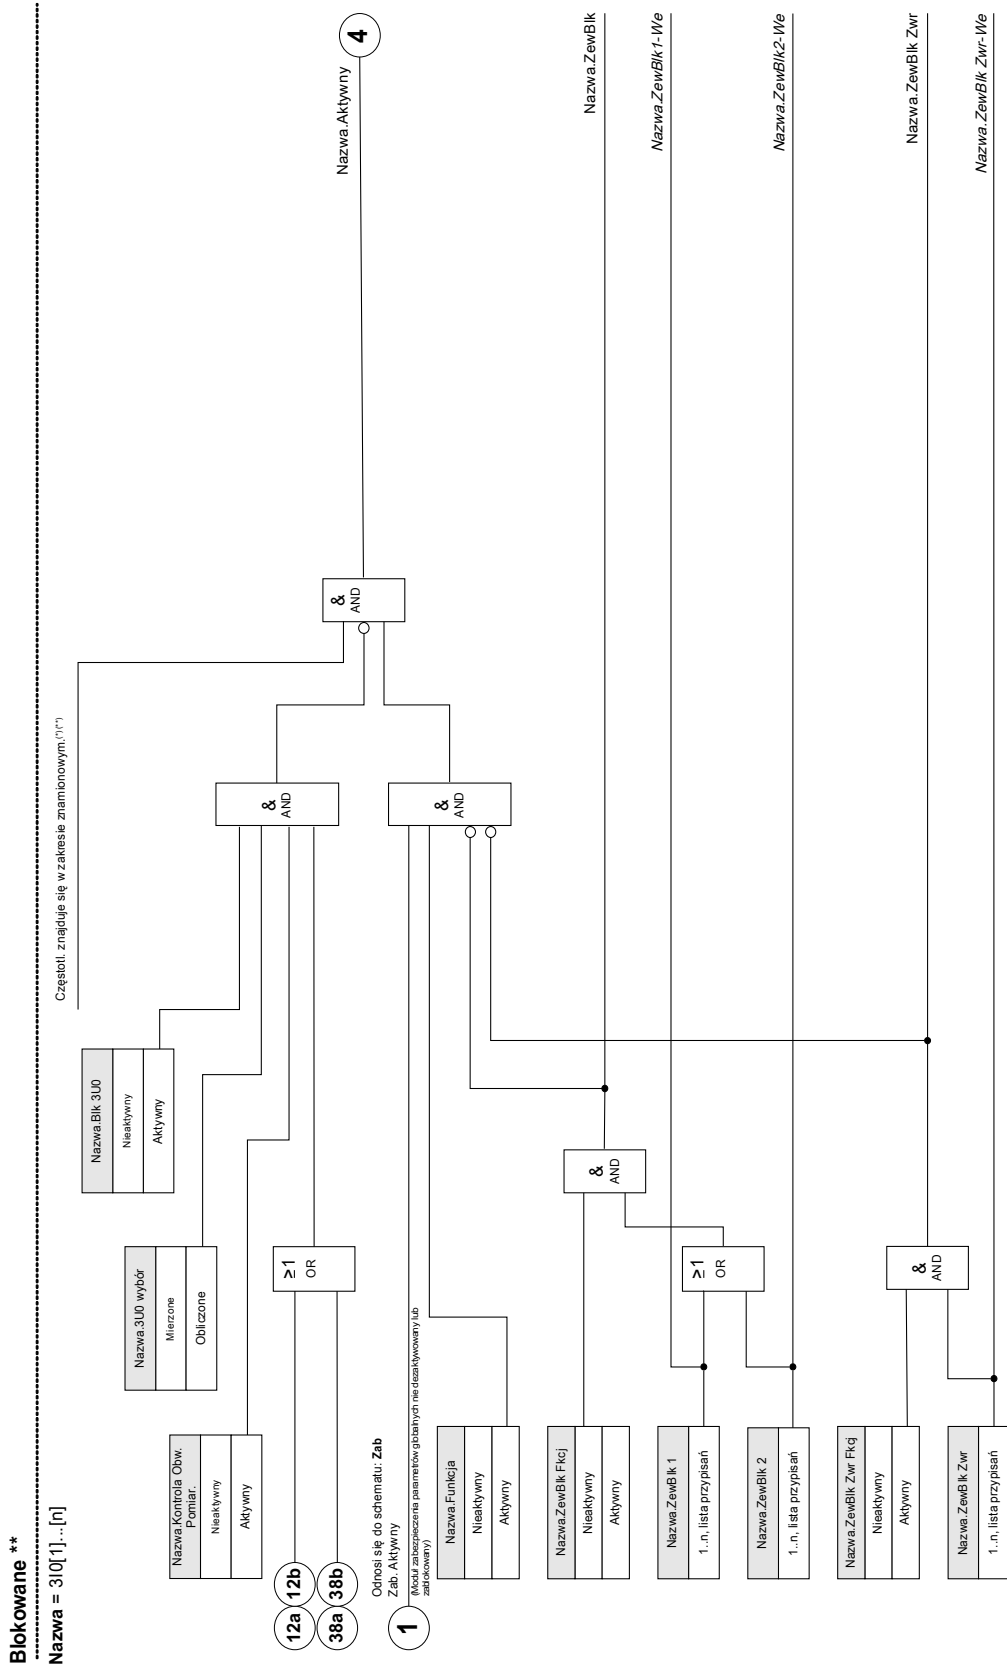 Blokowane **
Nazwa = 3I0[1]...[n]
Częstotl. znajduje się w zakresie znamionowym.(*)(**)
Nazwa.Blk 3U0
Nieaktywny
Aktywny
Nazwa.3U0 wybór
Mierzone
Obliczone
Nazwa.Kontrola Obw.
Pomiar.
Nieaktywny
Aktywny
12a
12b
38a
38b
≥1
OR
&
AND
&
AND
&
AND
Nazwa.Aktywny
4
Odnosi się do schematu: Zab
Zab. Aktywny
(Moduł zabezpieczenia parametrów globalnych nie dezaktywowany lub
zablokowany)
1
Nazwa.Funkcja
Nieaktywny
Aktywny
Nazwa.ZewBlk Fkcj
Nieaktywny
Aktywny
&
AND
Nazwa.ZewBlk
Nazwa.ZewBlk 1
1..n, lista przypisań
≥1
OR
Nazwa.ZewBlk1-We
Nazwa.ZewBlk 2
1..n, lista przypisań
Nazwa.ZewBlk2-We
Nazwa.ZewBlk Zwr Fkcj
Nieaktywny
Aktywny
&
AND
Nazwa.ZewBlk Zwr
Nazwa.ZewBlk Zwr
1..n, lista przypisań
Nazwa.ZewBlk Zwr-We